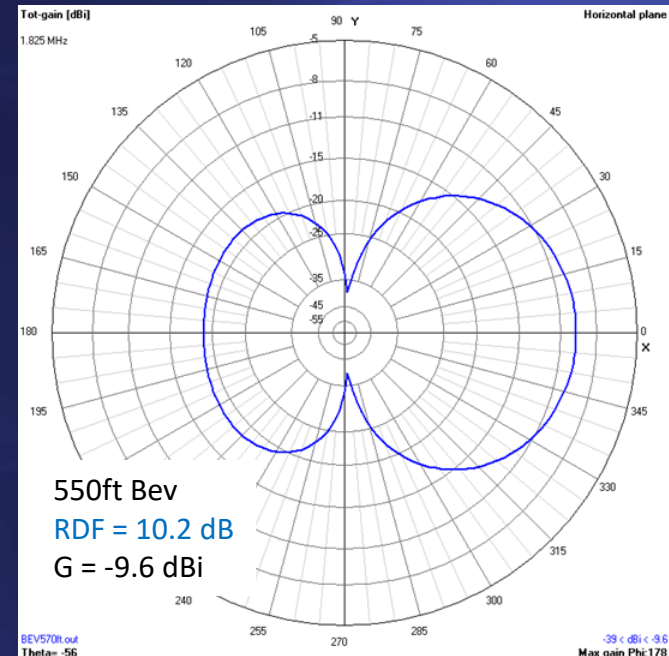 Tot-gain [dBi]
Horizontal plane
1.825 MHz
90 Y
105
75
120
60
135
45
150
30
165
15
180
0
X
195
345
330
315
240
300
255
285
270
-5
-8
-11
-15
-20
-25
-35
-45
-55
550ft Bev
RDF = 10.2 dB
G = -9.6 dBi
BEV570ft.out
Theta= -56
-39 < dBi < -9.6
Max gain Phi:178